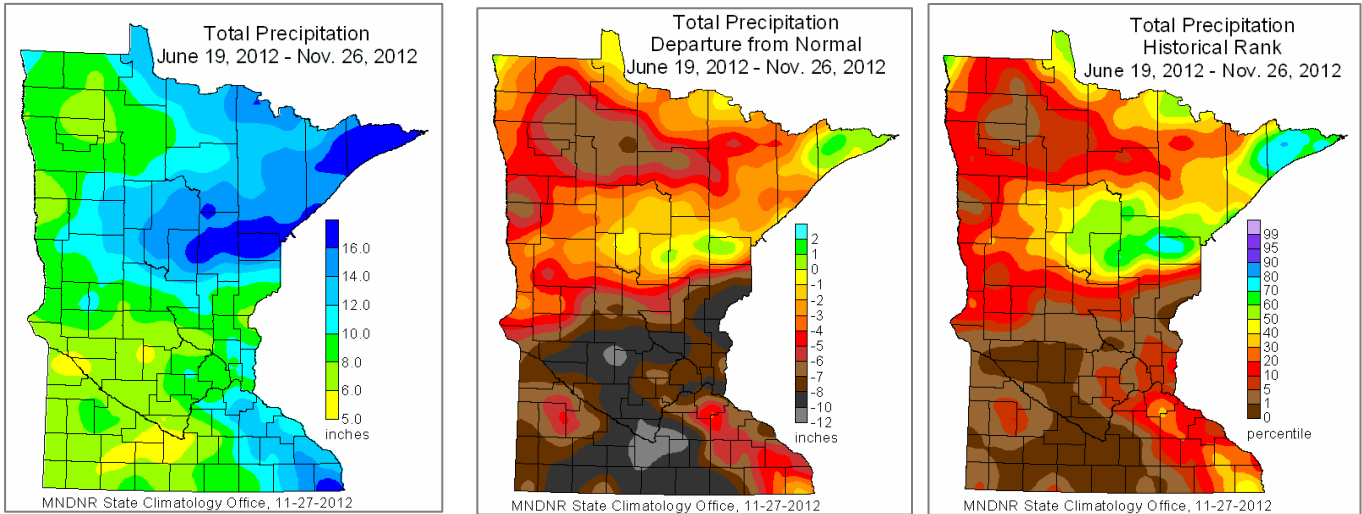 Total Precipitation
June 19, 2012 - Nov. 26, 2012
16.0
14.0
12.0
10.0
8.0
6.0
5.0
inches
MNDNR State Climatology Office, 11-27-2012
Total Precipitation
Departure from Normal
June 19, 2012 - Nov. 26, 2012
2
1
0
-1
-2
-3
-4
-5
-6
-7
-8
-10
-12
inches
MNDNR State Climatology Office, 11-27-2012
Total Precipitation
Historical Rank
June 19, 2012 - Nov. 26, 2012
99
95
90
80
70
60
50
40
30
20
10
5
1
0
percentile
MNDNR State Climatology Office, 11-27-2012